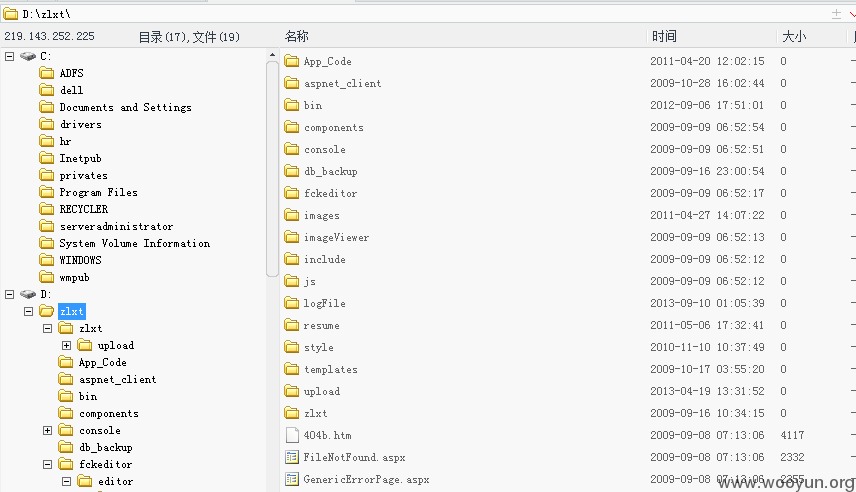 D:\zlxt\
219.143.252.225 目录(17),文件(19) 名称 时间 大小
C:
ADFS
dell
Documents and Settings
drivers
hr
Inetpub
privates
Program Files
RECYCLER
serveradministrator
System Volume Information
WINDOWS
wmpub
D:
zlxt
zlxt
upload
App_Code
aspnet_client
bin
components
console
db_backup
fckeditor
editor
App_Code 2011-04-20 12:02:15 0
aspnet_client 2009-10-28 16:02:44 0
bin 2012-09-06 17:51:01 0
components 2009-09-09 06:52:54 0
console 2009-09-09 06:52:51 0
db_backup 2009-09-16 23:00:54 0
fckeditor 2009-09-09 06:52:17 0
images 2011-04-27 14:07:22 0
imageViewer 2009-09-09 06:52:13 0
include 2009-09-09 06:52:12 0
js 2009-09-09 06:52:12 0
logFile 2013-09-10 01:05:39 0
resume 2011-05-06 17:32:41 0
style 2010-11-10 10:37:49 0
templates 2009-10-17 03:55:20 0
upload 2013-04-19 13:31:52 0
zlxt 2009-09-16 10:34:15 0
404b.htm 2009-09-08 07:13:06 4117
FileNotFound.aspx 2009-09-08 07:13:06 2332
GenericErrorPage.aspx 2009-09-08 07:13:06 2355
www.wooyun.org